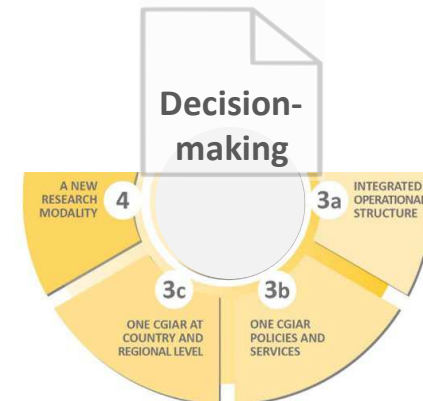 Decision-
making
A NEW
RESEARCH
MODALITY
4
3a
INTEGRATED
OPERATIONAL
STRUCTURE
3c
3b
ONE CGIAR AT
COUNTRY AND
REGIONAL LEVEL
ONE CGIAR
POLICIES AND
SERVICES